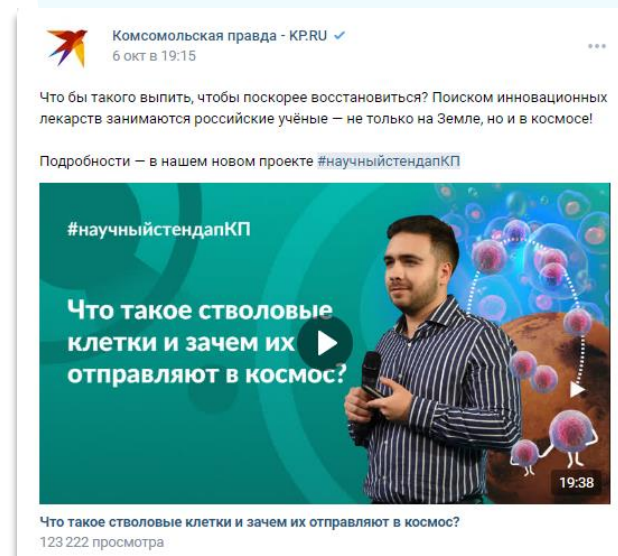 Комсомольская правда - KP.RU
6 окт в 19:15
Что бы такого выпить, чтобы поскорее восстановиться? Поиском инновационных
лекарств занимаются российские учёные — не только на Земле, но и в космосе!
Подробности — в нашем новом проекте #научныйстендапКП
#научныйстендапКП
Что такое стволовые
клетки и зачем их
отправляют в космос?
19:38
Что такое стволовые клетки и зачем их отправляют в космос?
123 222 просмотра